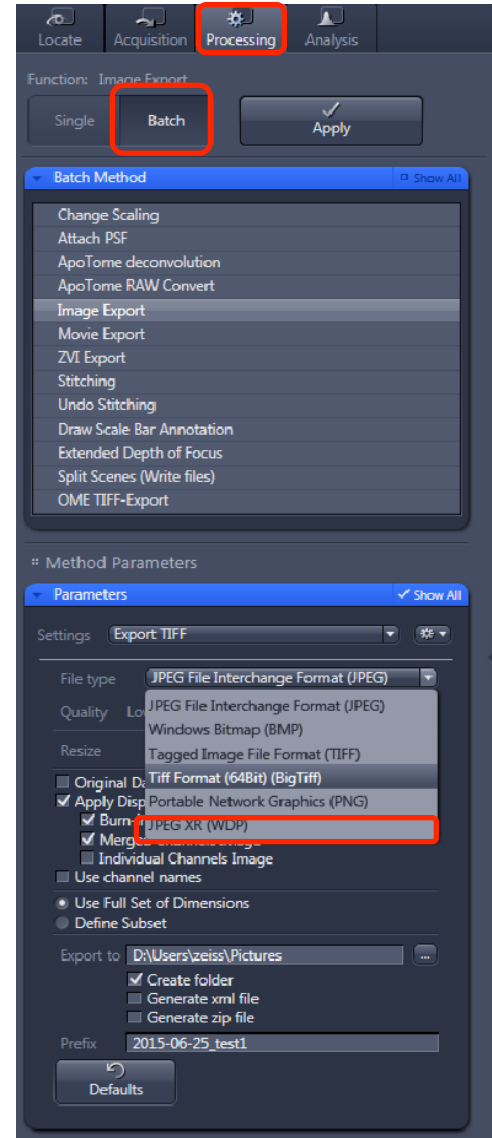 Locate Acquisition Processing Analysis
Function: Image Export
Single Batch Apply
Batch Method Show All
Change Scaling
Attach PSF
ApoTome deconvolution
ApoTome RAW Convert
Image Export
Movie Export
ZVI Export
Stitching
Undo Stitching
Draw Scale Bar Annotation
Extended Depth of Focus
Split Scenes (Write files)
OME TIFF-Export
Method Parameters
Parameters Show All
Settings Export TIFF
File type JPEG File Interchange Format (JPEG)
JPEG File Interchange Format (JPEG)
Quality
Windows Bitmap (BMP)
Resize Tagged Image File Format (TIFF)
Tiff Format (64Bit) (BigTiff)
Portable Network Graphics (PNG)
JPEG XR (WDP)
Individual Channels Image
Use channel names
Use Full Set of Dimensions
Define Subset
Export to D:\Users\zeiss\Pictures ...
Create folder
Generate xml file
Generate zip file
Prefix 2015-06-25_test1
Defaults